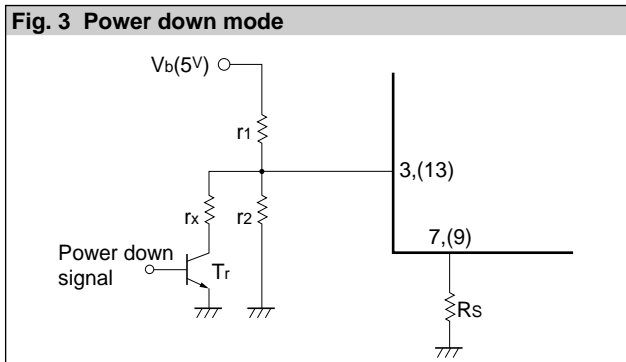 Fig. 3 Power down mode
Vb(5V)
r1
3,(13)
rx
r2
7,(9)
Power down
signal
Tr
RS